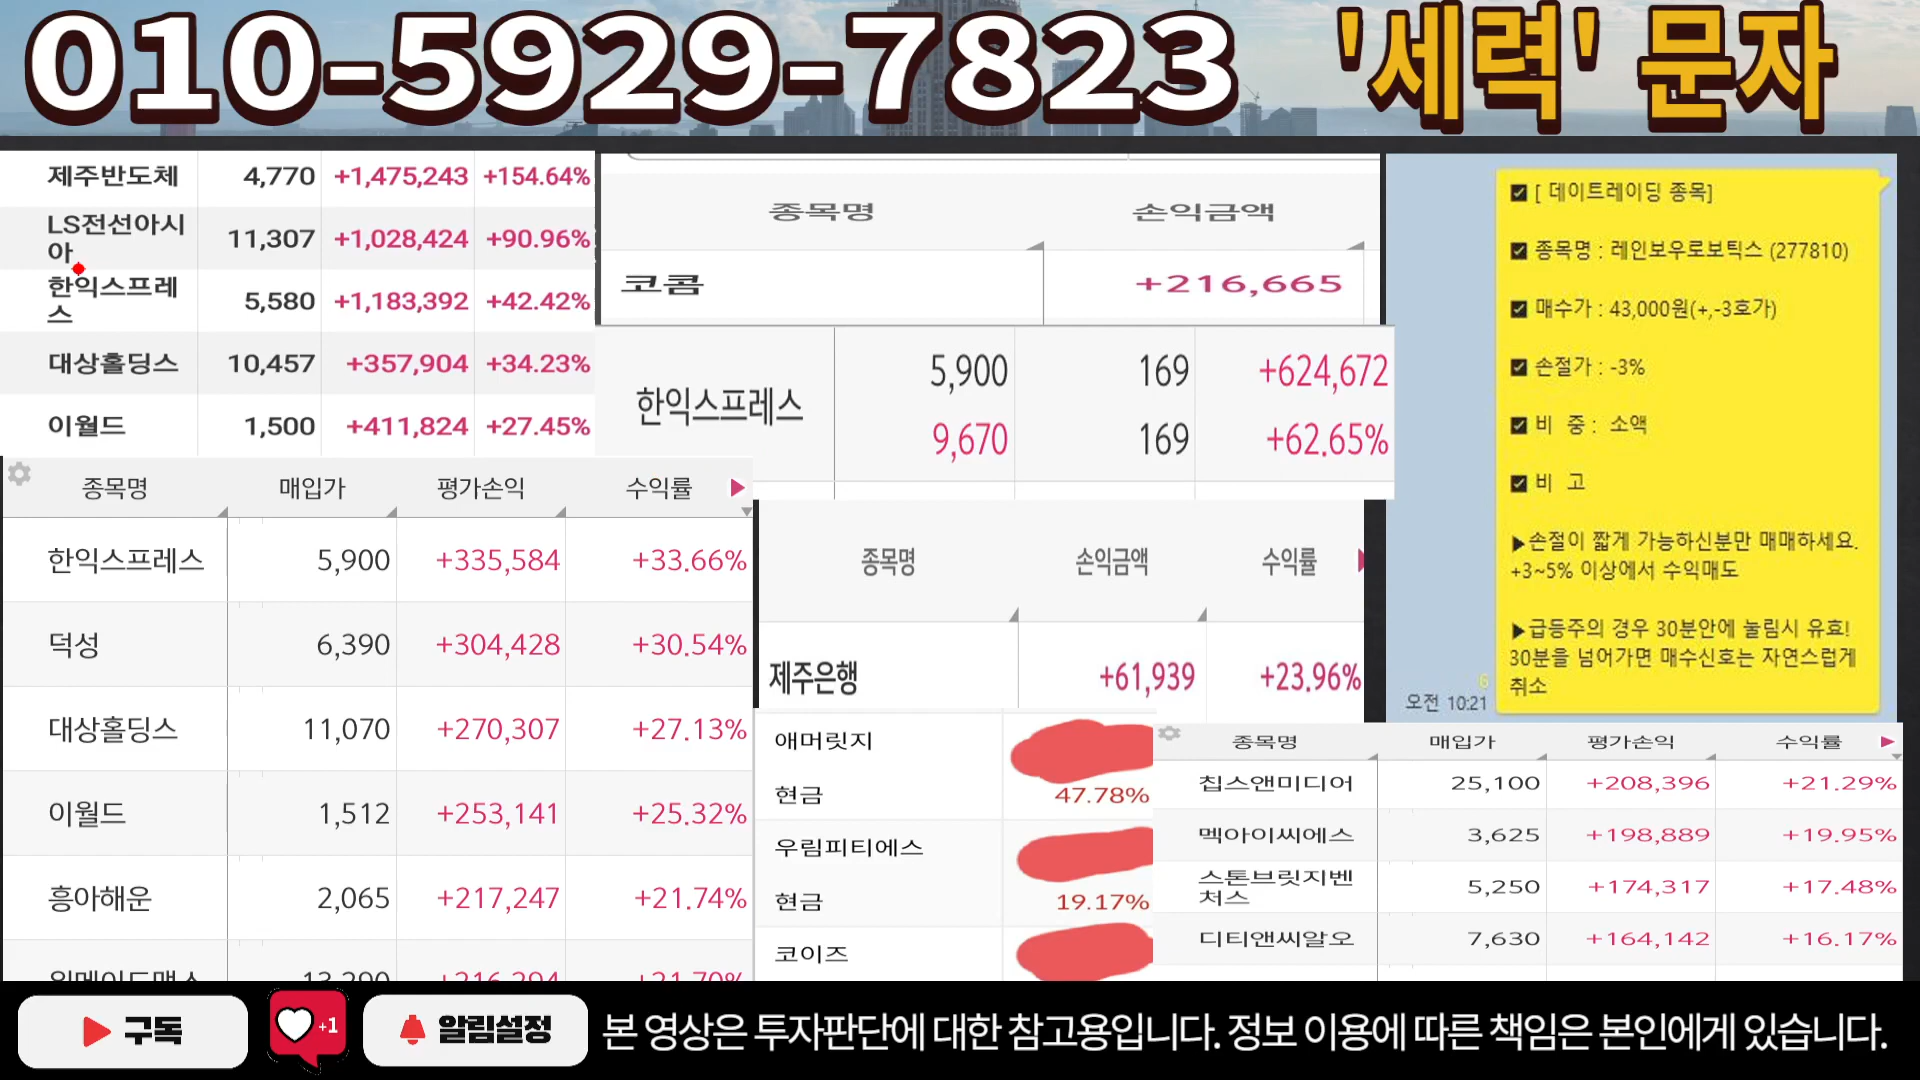 010-5929-7823 '세력' 문자
제주반도체 4,770 +1,475,243 +154.64%
LS전선아시아 11,307 +1,028,424 +90.96%
한익스프레스 5,580 +1,183,392 +42.42%
대상홀딩스 10,457 +357,904 +34.23%
이월드 1,500 +411,824 +27.45%
종목명 손익금액
코콤 +216,665
한익스프레스 5,900 169 +624,672
9,670 169 +62.65%
☑ [ 데이트레이딩 종목]
☑ 종목명 : 레인보우로보틱스 (277810)
☑ 매수가 : 43,000원(+,-3호가)
☑ 손절가 : -3%
☑ 비 중 : 소액
☑ 비 고
▶손절이 짧게 가능하신분만 매매하세요.
+3~5% 이상에서 수익매도
▶급등주의 경우 30분안에 눌림시 유효!
30분을 넘어가면 매수신호는 자연스럽게
취소
6
오전 10:21
종목명 매입가 평가손익 수익률
한익스프레스 5,900 +335,584 +33.66%
덕성 6,390 +304,428 +30.54%
대상홀딩스 11,070 +270,307 +27.13%
이월드 1,512 +253,141 +25.32%
흥아해운 2,065 +217,247 +21.74%
종목명 손익금액 수익률
제주은행 +61,939 +23.96%
애머릿지
현금 47.78%
우림피티에스
현금 19.17%
코이즈
종목명 매입가 평가손익 수익률
칩스앤미디어 25,100 +208,396 +21.29%
멕아이씨에스 3,625 +198,889 +19.95%
스톤브릿지벤처스 5,250 +174,317 +17.48%
디티앤씨알오 7,630 +164,142 +16.17%
구독 +1 알림설정 본 영상은 투자판단에 대한 참고용입니다. 정보 이용에 따른 책임은 본인에게 있습니다.